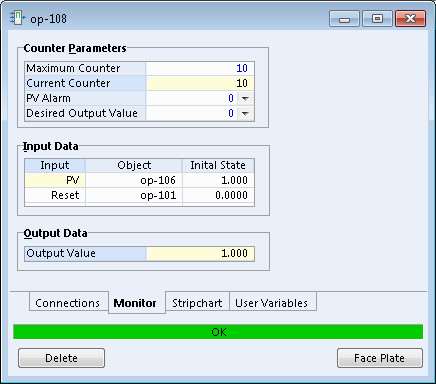 op-108
Counter Parameters
Maximum Counter 10
Current Counter 10
PV Alarm 0
Desired Output Value 0
Input Data
Input Object Inital State
PV op-106 1.000
Reset op-101 0.0000
Output Data
Output Value 1.000
Connections Monitor Stripchart User Variables
OK
Delete Face Plate